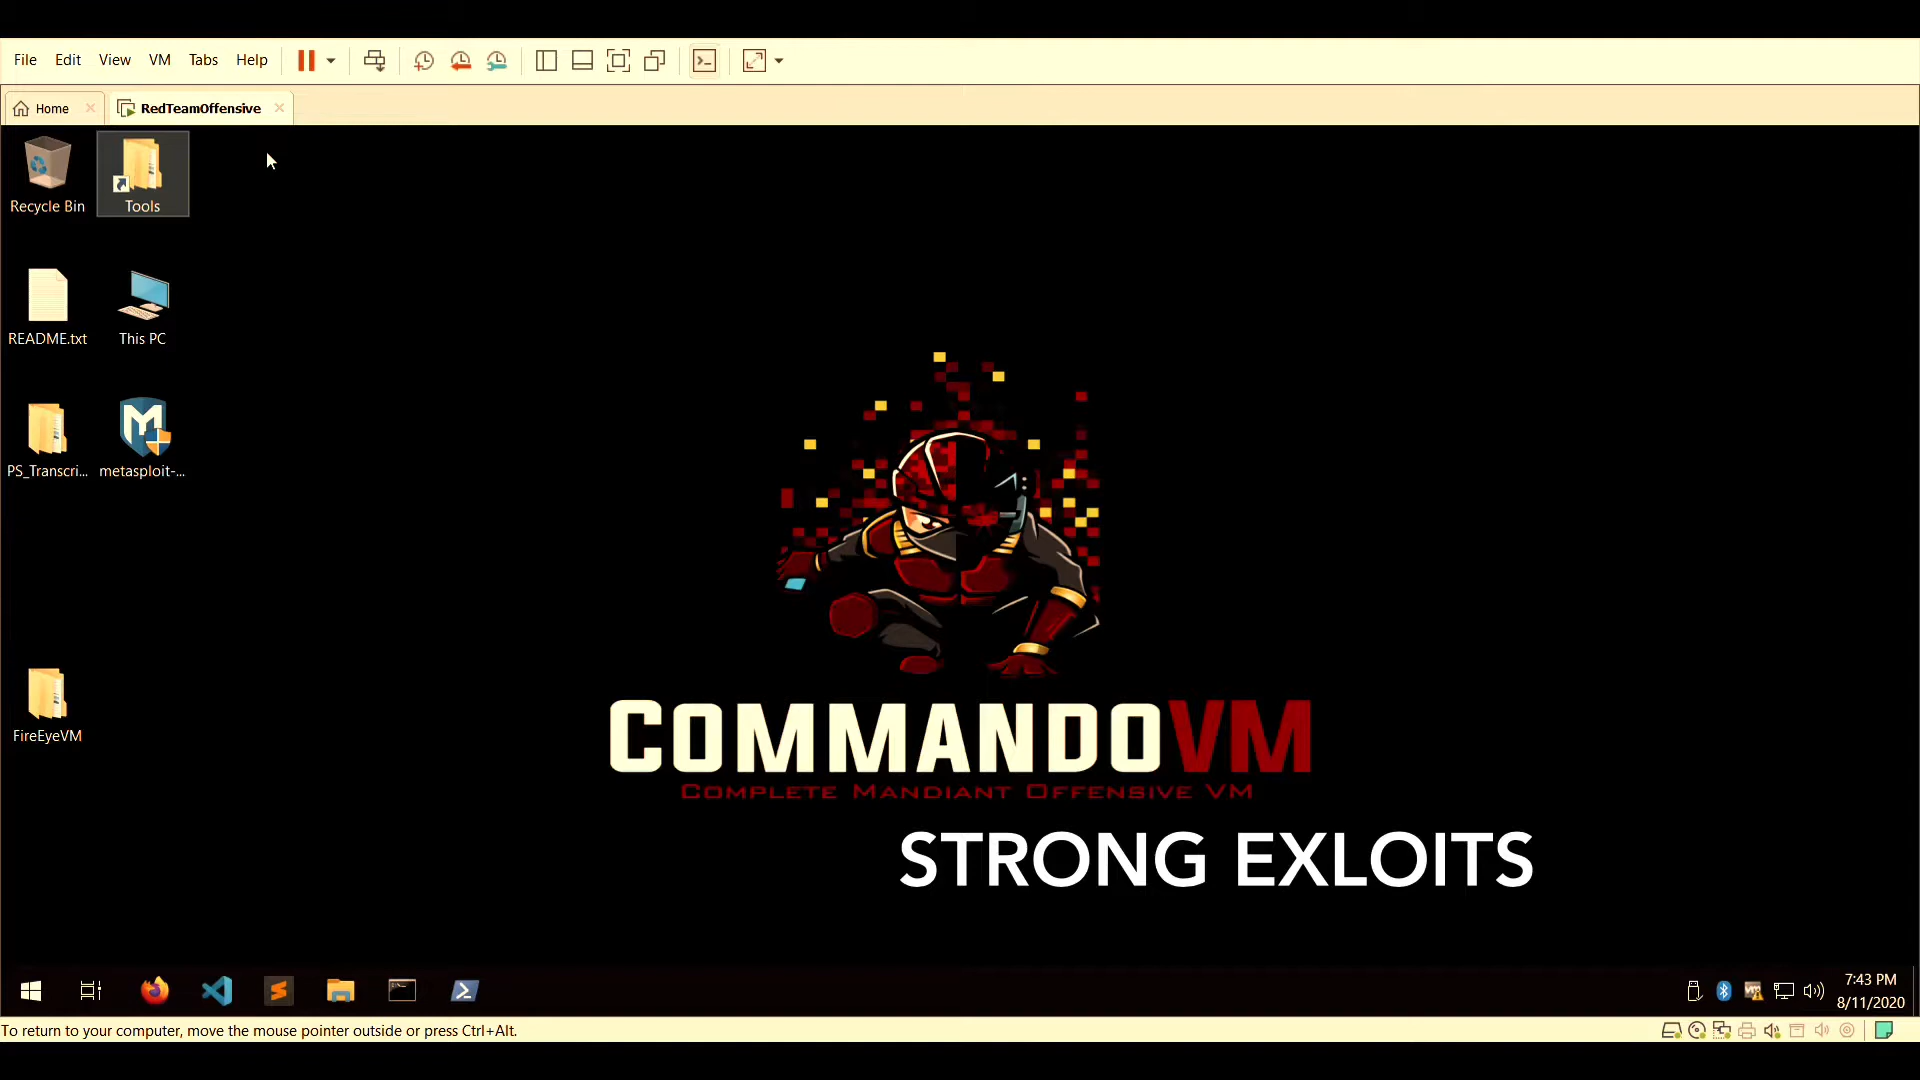 File Edit View VM Tabs Help
Home RedTeamOffensive
Recycle Bin Tools
README.txt This PC
PS_Transcri... metasploit-...
FireEyeVM
COMMANDOVM
COMPLETE MANDIANT OFFENSIVE VM
STRONG EXLOITS
7:43 PM
8/11/2020
To return to your computer, move the mouse pointer outside or press Ctrl+Alt.